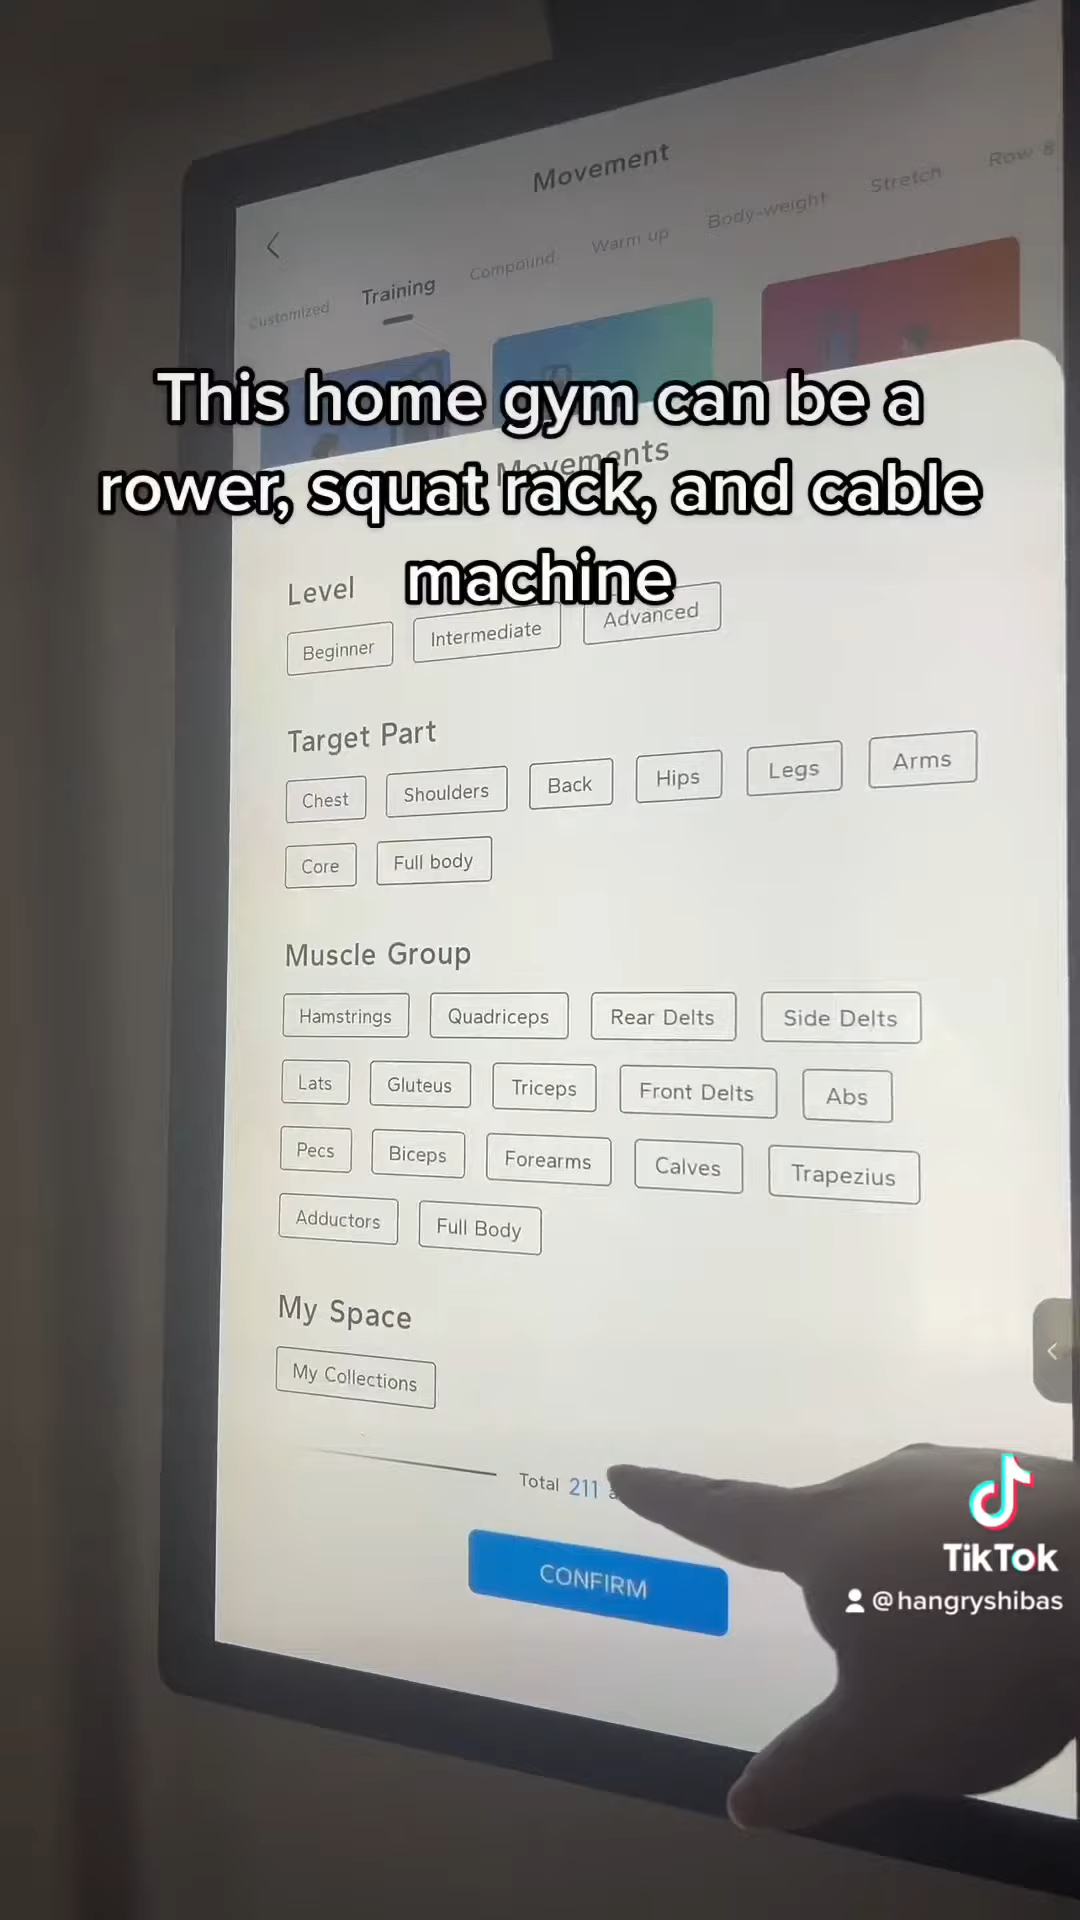 Movement
Customized Training Compound Warm up Body-weight Stretch Row &
This home gym can be a
rower, squat rack, and cable
machine
Movements
Level
Beginner Intermediate Advanced
Target Part
Chest Shoulders Back Hips Legs Arms
Core Full body
Muscle Group
Hamstrings Quadriceps Rear Delts Side Delts
Lats Gluteus Triceps Front Delts Abs
Pecs Biceps Forearms Calves Trapezius
Adductors Full Body
My Space
My Collections
Total 211
CONFIRM
TikTok
@hangryshibas